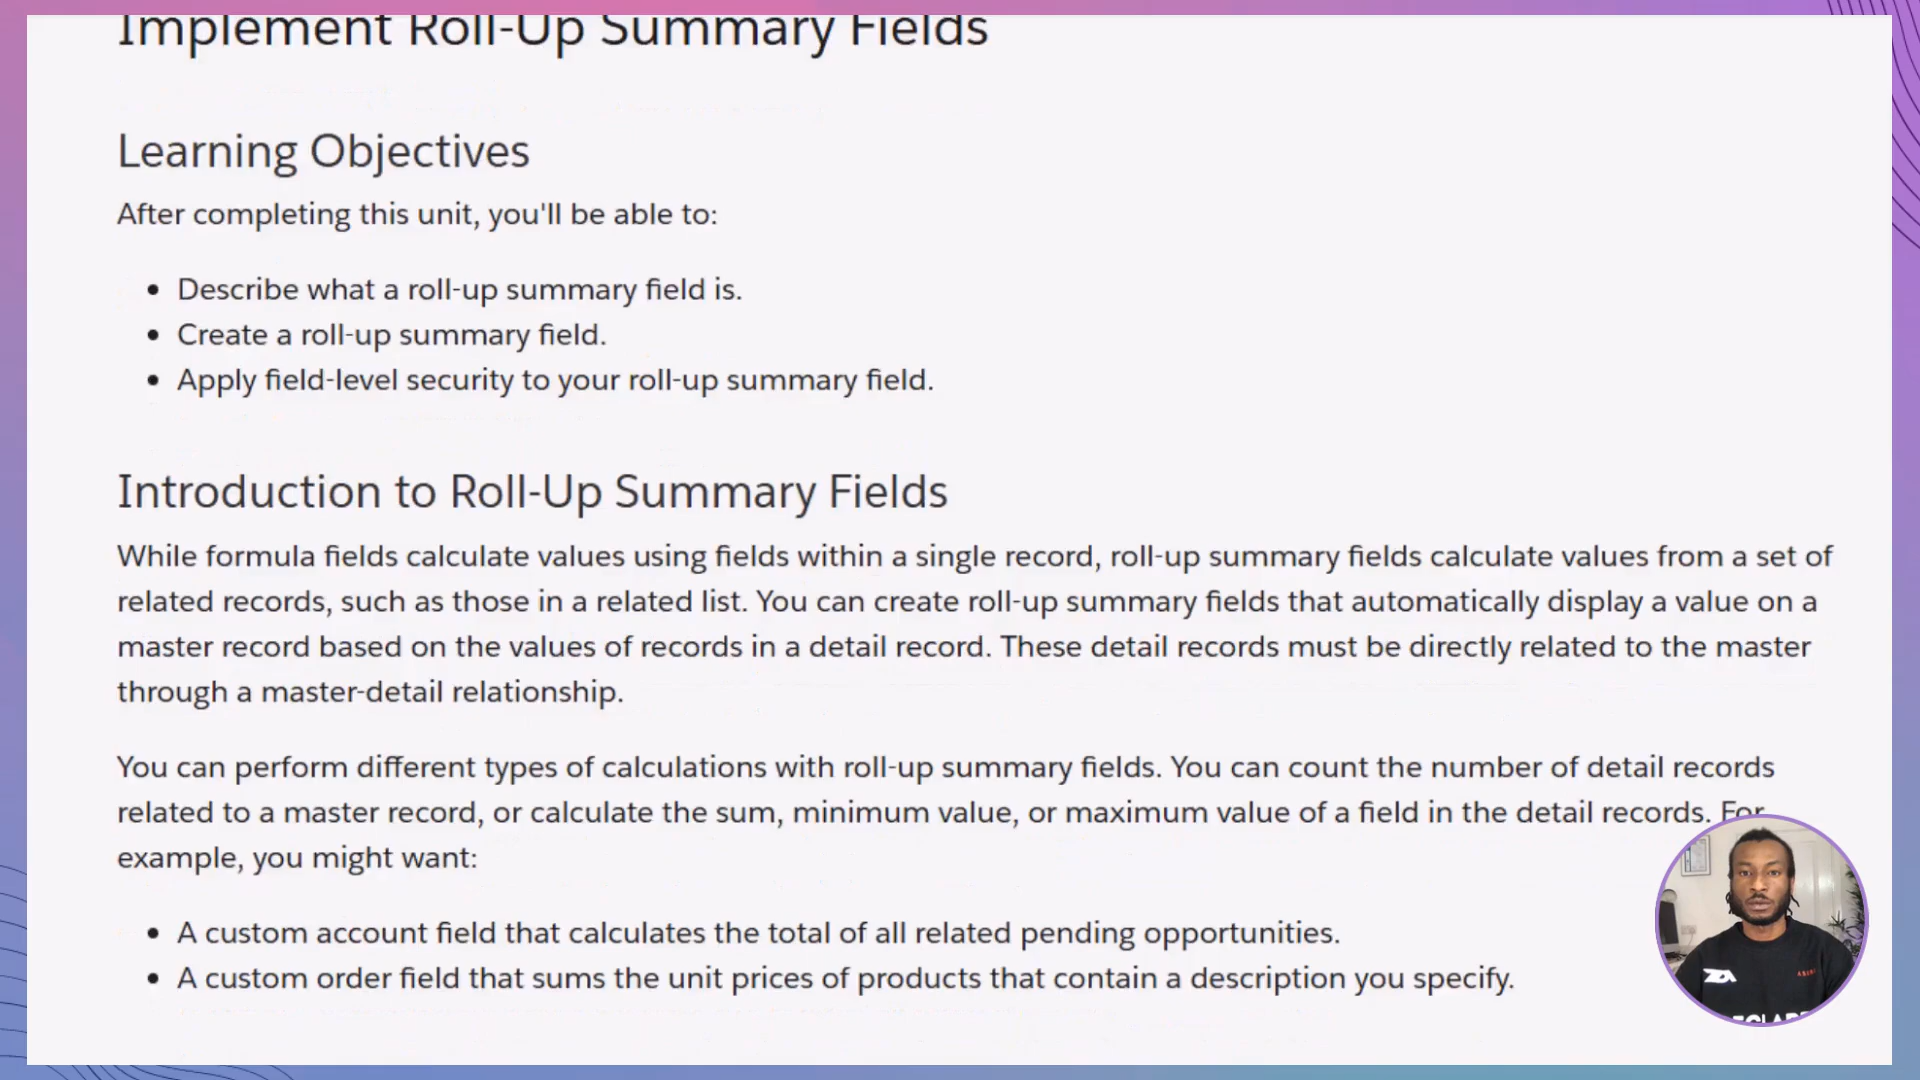 Implement Roll-Up Summary Fields
Learning Objectives
After completing this unit, you'll be able to:
• Describe what a roll-up summary field is.
• Create a roll-up summary field.
• Apply field-level security to your roll-up summary field.
Introduction to Roll-Up Summary Fields
While formula fields calculate values using fields within a single record, roll-up summary fields calculate values from a set of
related records, such as those in a related list. You can create roll-up summary fields that automatically display a value on a
master record based on the values of records in a detail record. These detail records must be directly related to the master
through a master-detail relationship.
You can perform different types of calculations with roll-up summary fields. You can count the number of detail records
related to a master record, or calculate the sum, minimum value, or maximum value of a field in the detail records. For
example, you might want:
• A custom account field that calculates the total of all related pending opportunities.
• A custom order field that sums the unit prices of products that contain a description you specify.